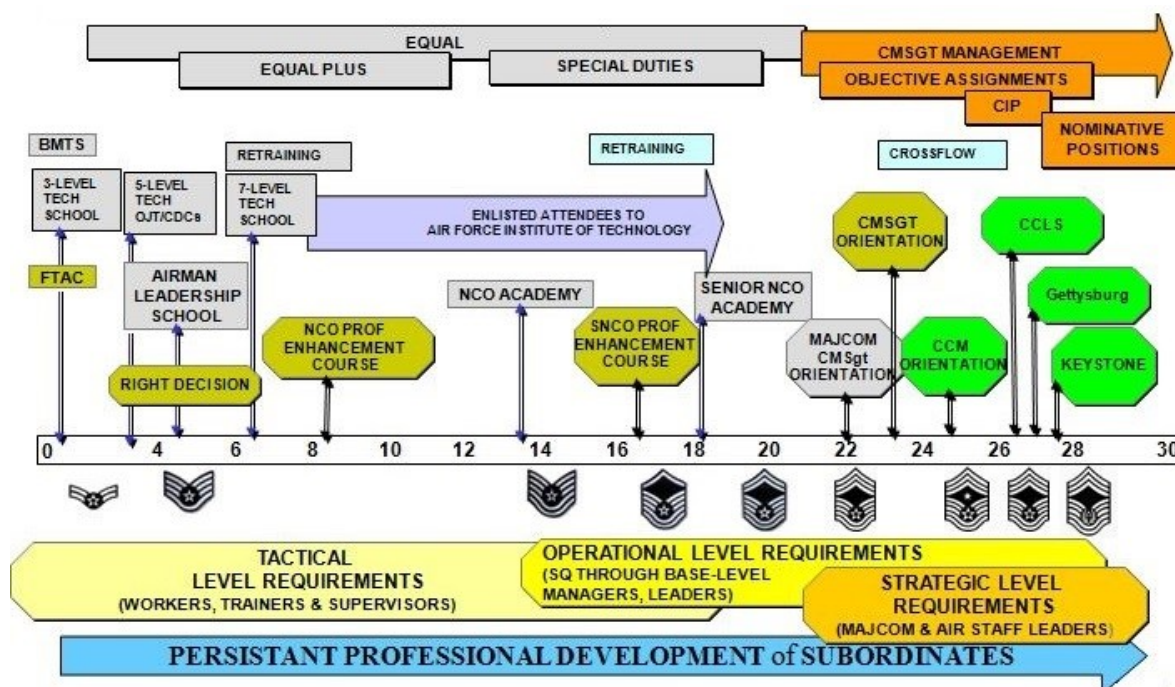 EQUAL
EQUAL PLUS
SPECIAL DUTIES
CMSGT MANAGEMENT
OBJECTIVE ASSIGNMENTS
CIP
NOMINATIVE
POSITIONS
BMTS
3-LEVEL
TECH
SCHOOL
5-LEVEL
TECH
OJT/CDCs
RETRAINING
7-LEVEL
TECH
SCHOOL
RETRAINING
CROSSFLOW
ENLISTED ATTENDEES TO
AIR FORCE INSTITUTE OF TECHNOLOGY
FTAC
AIRMAN
LEADERSHIP
SCHOOL
RIGHT DECISION
NCO PROF
ENHANCEMENT
COURSE
NCO ACADEMY
SNCO PROF
ENHANCEMENT
COURSE
SENIOR NCO
ACADEMY
CMSGT
ORIENTATION
MAJCOM
CMSgt
ORIENTATION
CCM
ORIENTATION
CCLS
Gettysburg
KEYSTONE
0 4 6 8 10 12 14 16 18 20 22 24 26 28 30
TACTICAL
LEVEL REQUIREMENTS
(WORKERS, TRAINERS & SUPERVISORS)
OPERATIONAL LEVEL REQUIREMENTS
(SQ THROUGH BASE-LEVEL
MANAGERS, LEADERS)
STRATEGIC LEVEL
REQUIREMENTS
(MAJCOM & AIR STAFF LEADERS)
PERSISTANT PROFESSIONAL DEVELOPMENT of SUBORDINATES